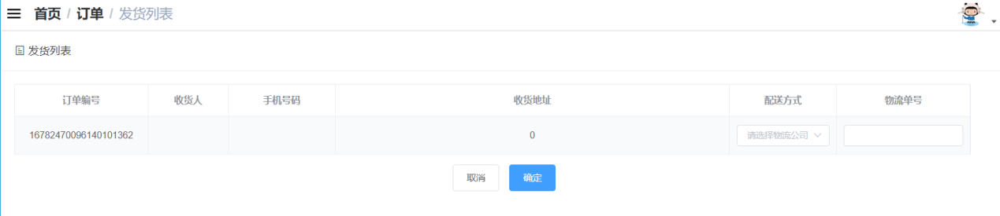 首页 / 订单 / 发货列表
发货列表
订单编号 收货人 手机号码 收货地址 配送方式 物流单号
16782470096140101362 0 请选择物流公司
取消 确定